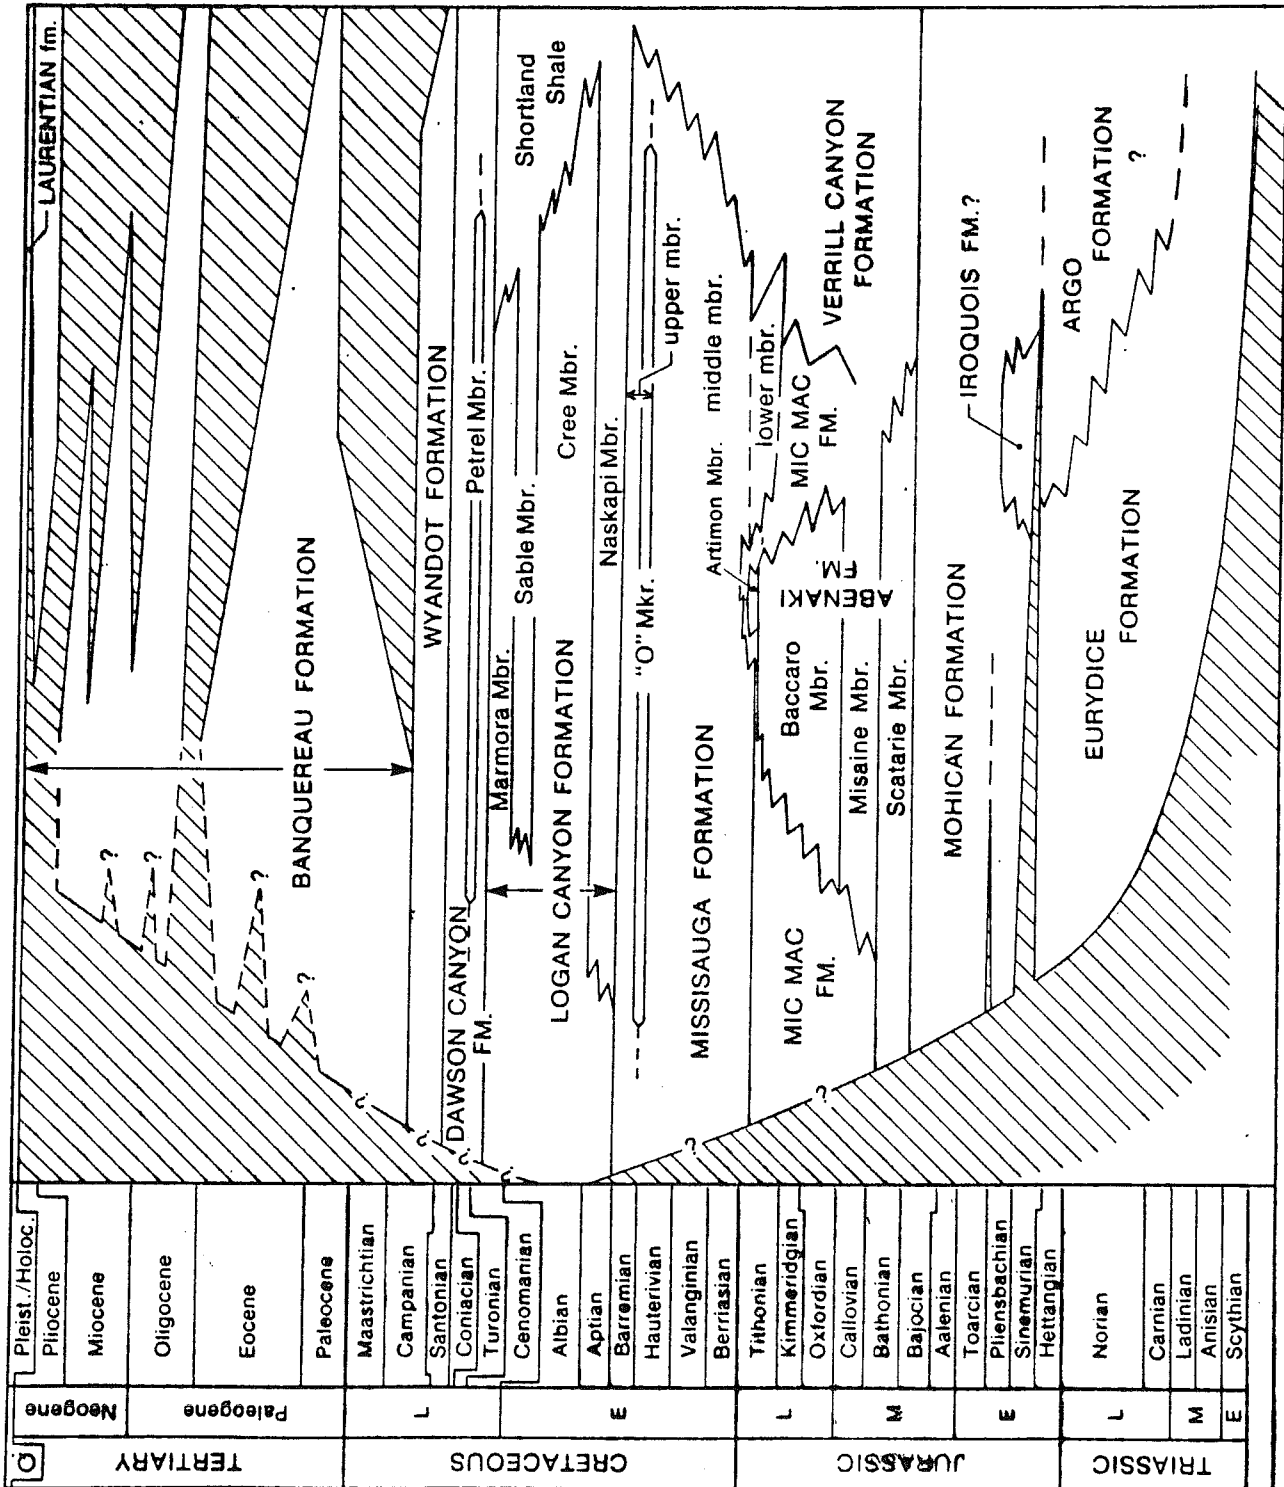 LAURENTIAN fm.
BANQUEREAU FORMATION
?
?
?
?
WYANDOT FORMATION
?
?
DAWSON CANYON
FM.
?
?
Petrel Mbr.
Marmora Mbr.
Sable Mbr.
Shortland
Shale
LOGAN CANYON FORMATION
Cree Mbr.
Naskapi Mbr.
"O" Mkr.
upper mbr.
MISSISAUGA FORMATION
middle mbr.
?
Artimon Mbr.
lower mbr.
MIC MAC
FM.
MIC MAC
FM.
?
Baccaro
Mbr.
ABENAKI
FM.
VERRILL CANYON
FORMATION
Misaine Mbr.
Scatarie Mbr.
MOHICAN FORMATION
IROQUOIS FM.?
ARGO
FORMATION
?
EURYDICE
FORMATION
Pleist./Holoc.
Pliocene
Miocene
Oligocene
Eocene
Paleocene
Maastrichtian
Campanian
Santonian
Coniacian
Turonian
Cenomanian
Albian
Aptian
Barremian
Hauterivian
Valanginian
Berriasian
Tithonian
Kimmeridgian
Oxfordian
Callovian
Bathonian
Bajocian
Aalenian
Toarcian
Pliensbachian
Sinemurian
Hettangian
Norian
Carnian
Ladinian
Anisian
Scythian
Neogene
Paleogene
L
E
L
M
E
L
M
E
Q.
TERTIARY
CRETACEOUS
JURASSIC
TRIASSIC